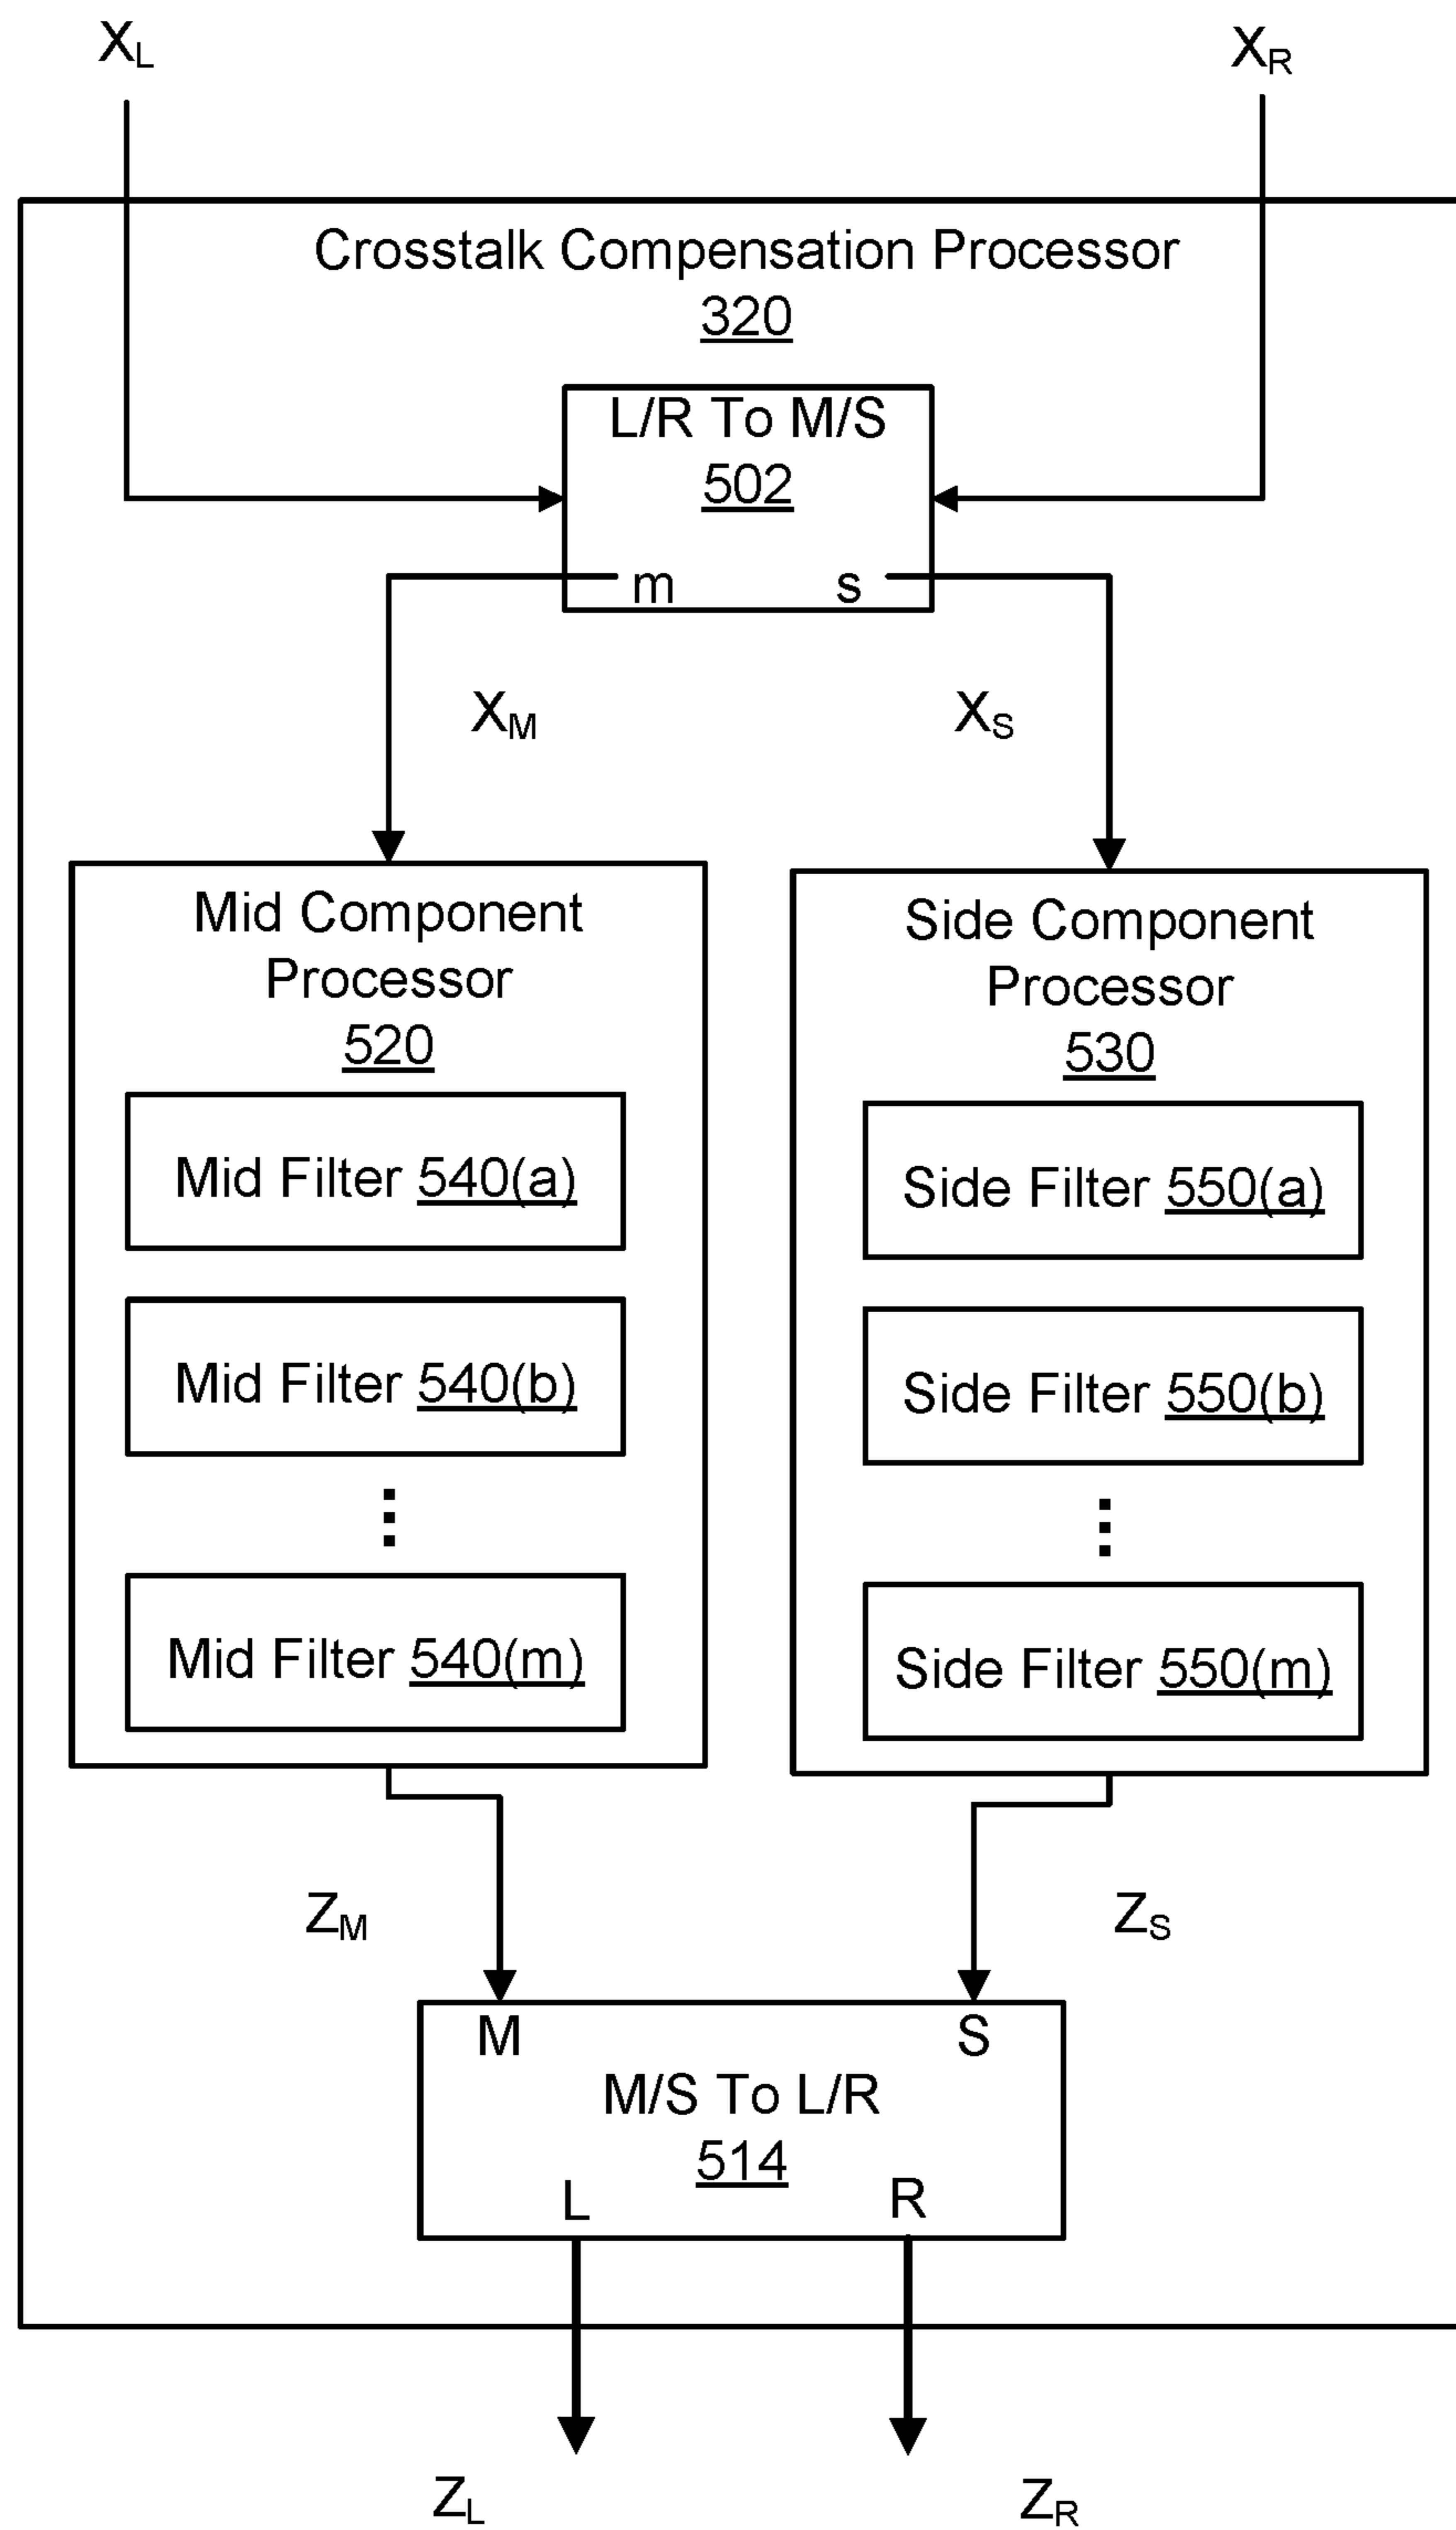 XL
XR
Crosstalk Compensation Processor
320
L/R To M/S
502
m
s
XM
XS
Mid Component
Processor
520
Mid Filter 540(a)
Mid Filter 540(b)
Mid Filter 540(m)
Side Component
Processor
530
Side Filter 550(a)
Side Filter 550(b)
Side Filter 550(m)
ZM
ZS
M
S
M/S To L/R
514
L
R
ZL
ZR